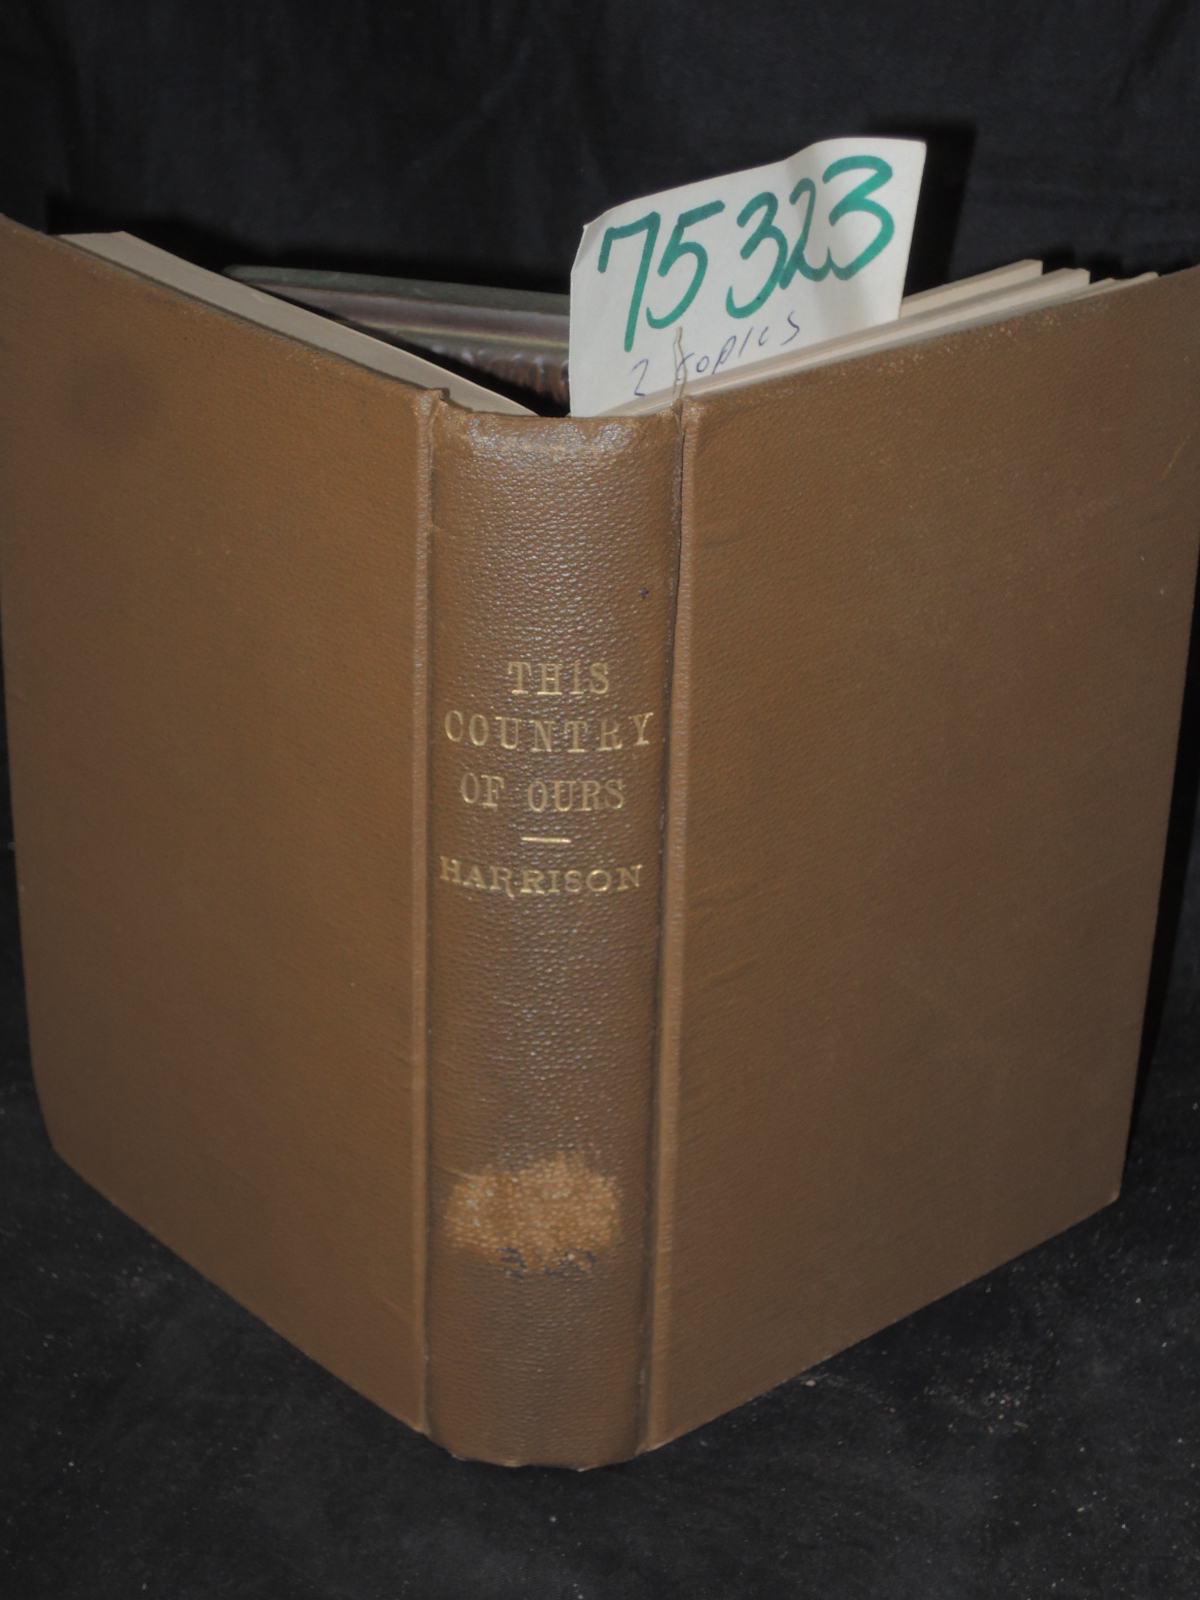 75323
2 copies
THIS
COUNTRY
OF OURS
HARRISON